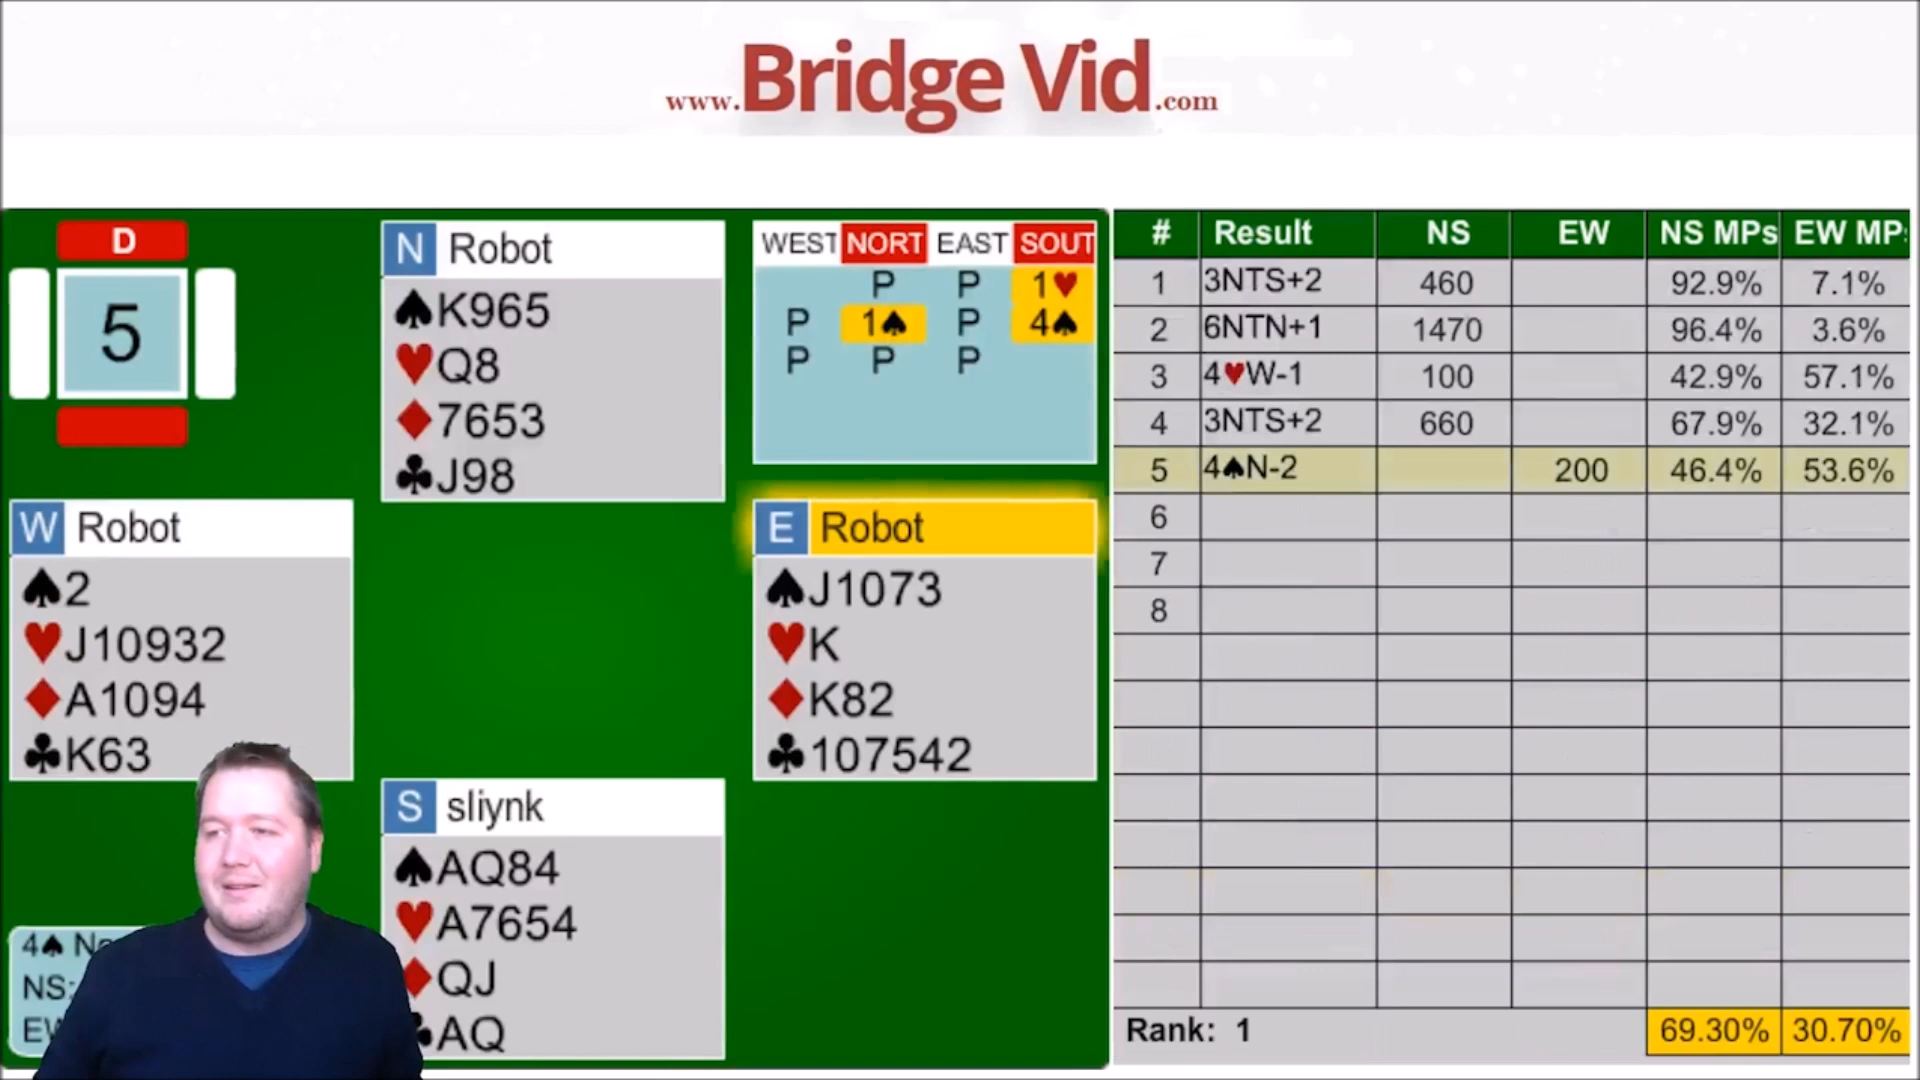 www.Bridge Vid.com
D
5
N Robot
♠K965
♥Q8
♦7653
♣J98
WEST NORT EAST SOUT
P P 1♥
P 1♠ P 4♠
P P P
W Robot
♠2
♥J10932
♦A1094
♣K63
E Robot
♠J1073
♥K
♦K82
♣107542
S sliynk
♠AQ84
♥A7654
♦QJ
♣AQ
4♠
NS:
# Result NS EW NS MPs EW MP
1 3NTS+2 460 92.9% 7.1%
2 6NTN+1 1470 96.4% 3.6%
3 4♥W-1 100 42.9% 57.1%
4 3NTS+2 660 67.9% 32.1%
5 4♠N-2 200 46.4% 53.6%
6
7
8
Rank: 1 69.30% 30.70%